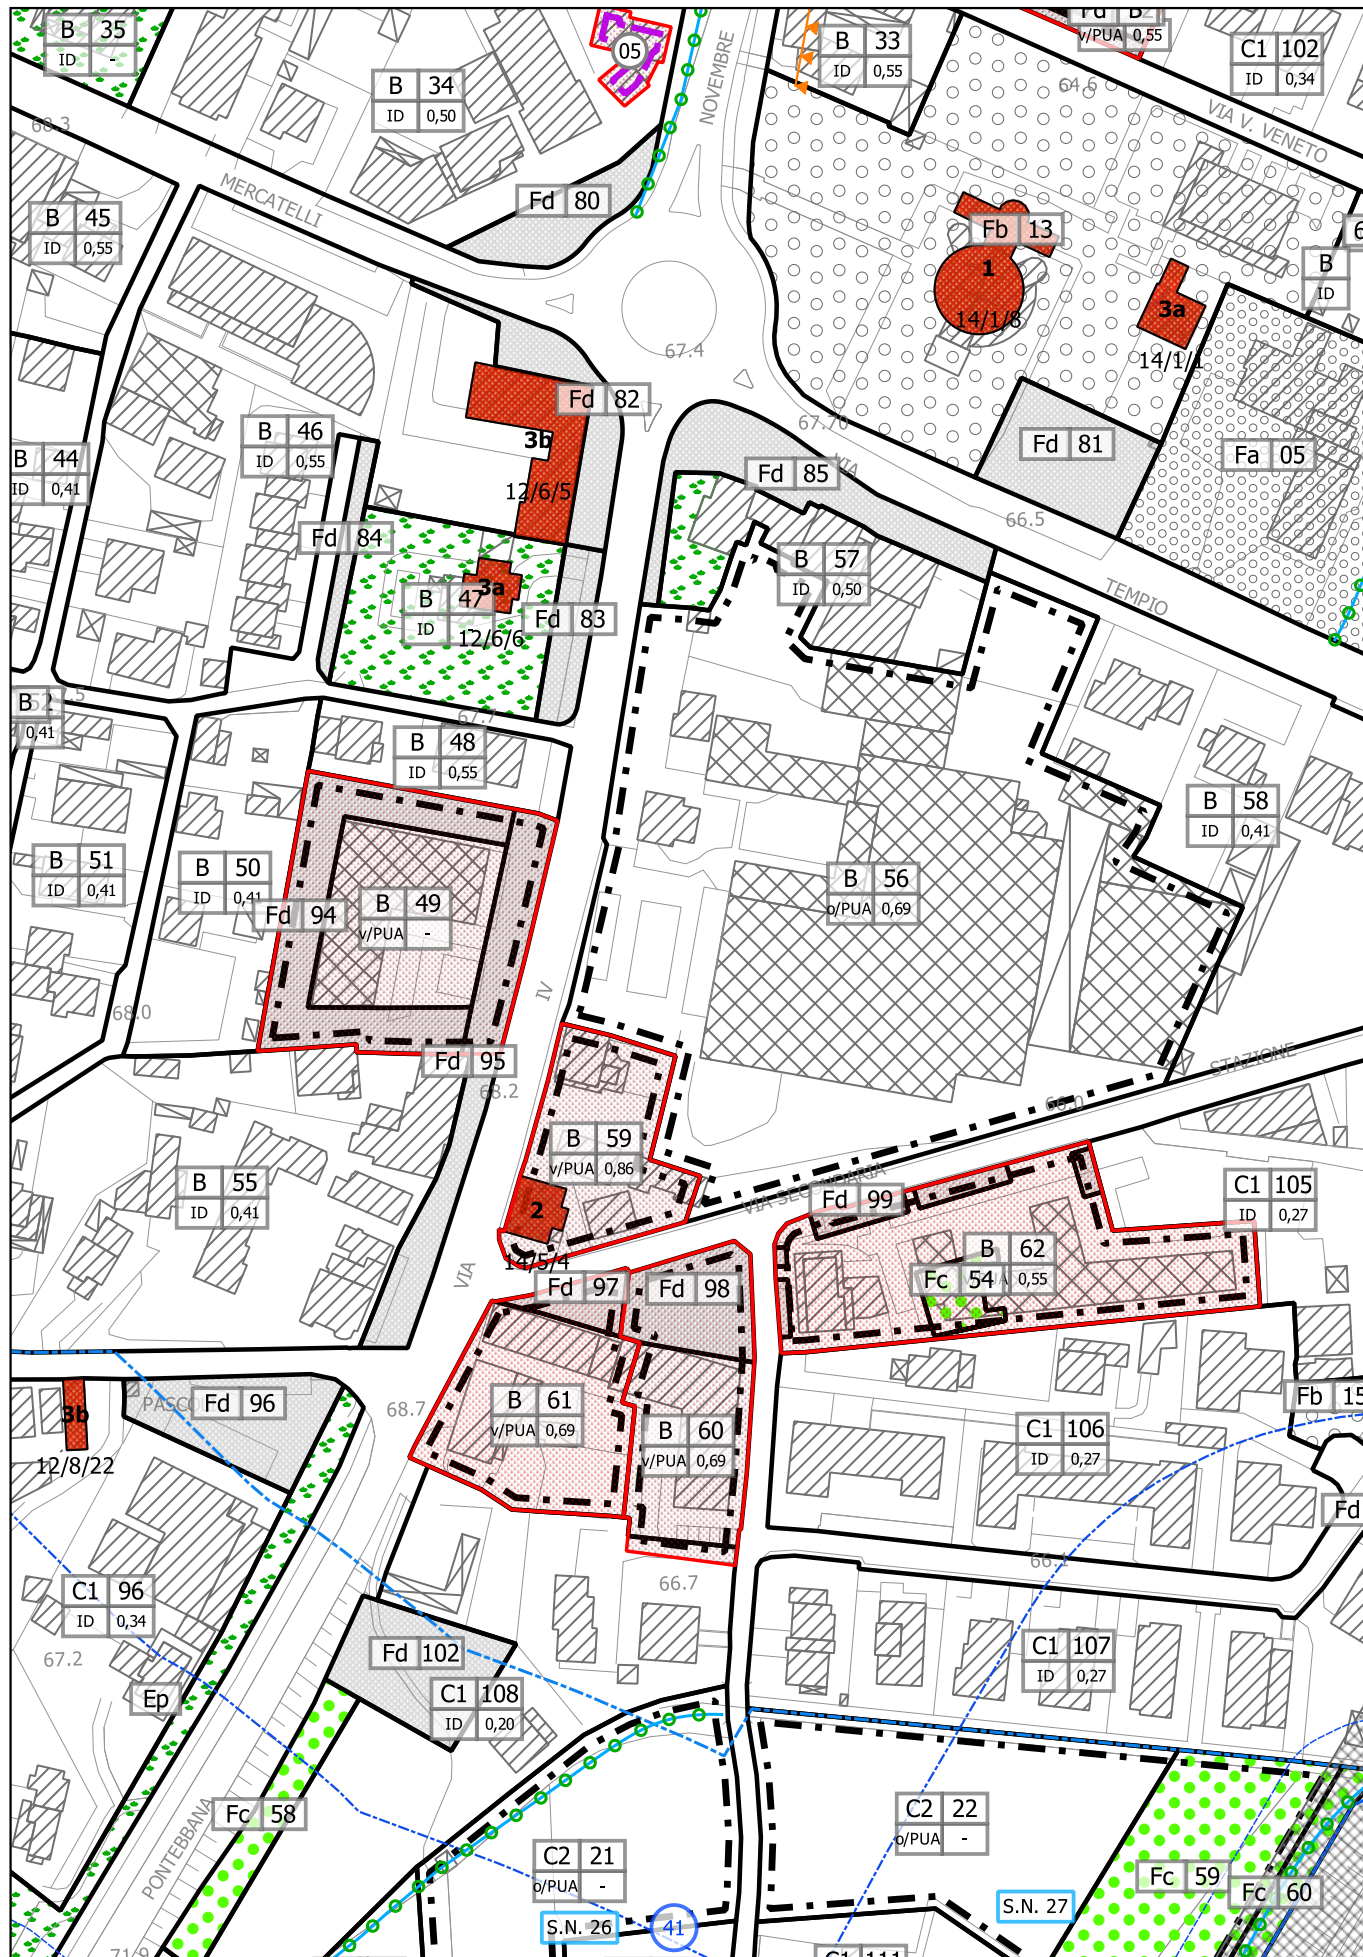 B 35
ID -
05
B 34
ID 0,50
NOVEMBRE
B 33
ID 0,55
v/PUA 0,55
C1 102
ID 0,34
64.6
VIA V. VENETO
68.3
MERCATELLI
Fd 80
B 45
ID 0,55
Fb 13
1
14/1/8
3a
14/1/1
B
ID
67.4
Fd 82
3b
12/6/5
67.70
VIA
Fd 81
Fa 05
B 46
ID 0,55
B 44
ID 0,41
Fd 85
66.5
Fd 84
B 57
ID 0,50
TEMPIO
3a
B 47
ID -
12/6/6
Fd 83
B 52
0,41
67.7
B 48
ID 0,55
B 58
ID 0,41
B 51
ID 0,41
B 50
ID 0,41
Fd 94
B 49
v/PUA -
B 56
o/PUA 0,69
IV
68.0
Fd 95
68.2
STAZIONE
66.0
B 59
v/PUA 0,86
B 55
ID 0,41
VIA SECONDARIA
Fd 99
C1 105
ID 0,27
2
14/5/4
VIA
B 62
0,55
Fc 54
Fd 97
Fd 98
Fd 96
3b
12/8/22
68.7
B 61
v/PUA 0,69
B 60
v/PUA 0,69
C1 106
ID 0,27
Fb 15
Fd
66.1
66.7
C1 96
ID 0,34
67.2
Ep
Fd 102
C1 108
ID 0,20
C1 107
ID 0,27
Fc 58
PONTEBBANA
C2 21
o/PUA -
C2 22
o/PUA -
Fc 59
Fc 60
S.N. 26
41
S.N. 27
71.9
C1 111